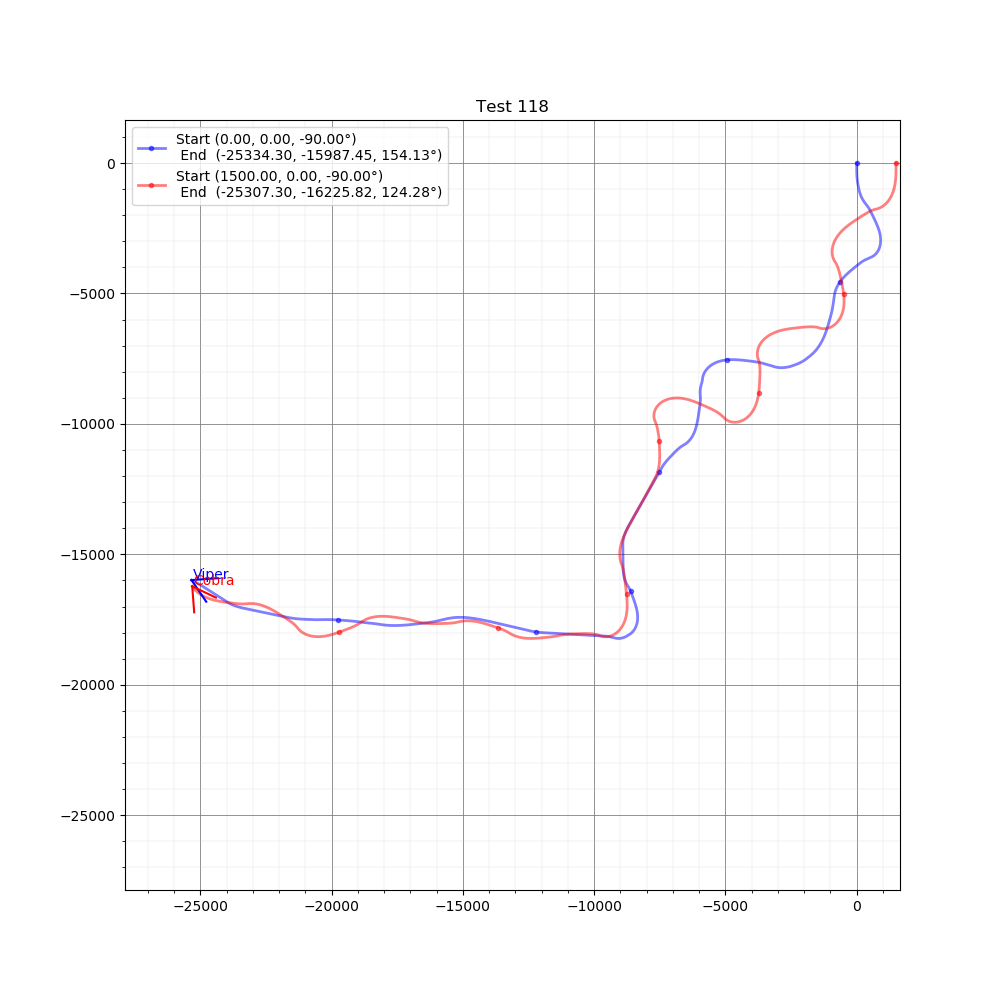 Test 118
Start (0.00, 0.00, -90.00°)
End (-25334.30, -15987.45, 154.13°)
Start (1500.00, 0.00, -90.00°)
End (-25307.30, -16225.82, 124.28°)
0
−5000
−10000
−15000
−20000
−25000
Viper
Cobra
−25000 −20000 −15000 −10000 −5000 0